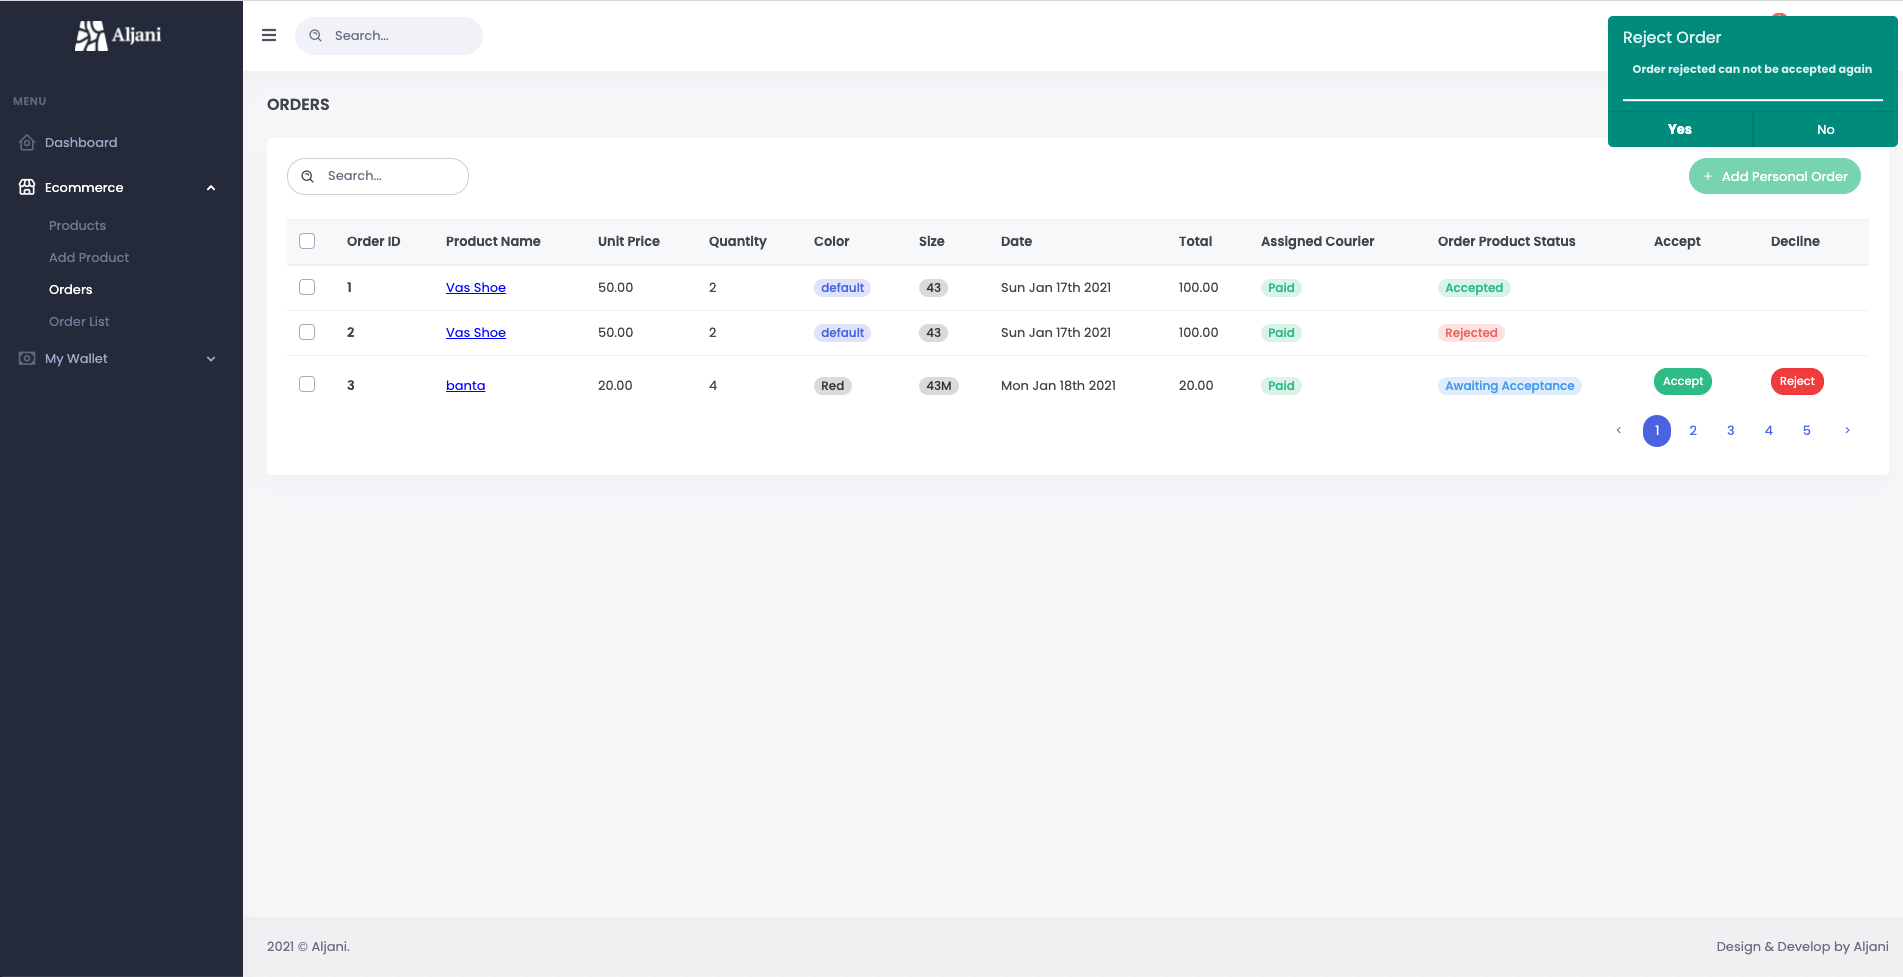 Aljani
MENU
Dashboard
Ecommerce
Products
Add Product
Orders
Order List
My Wallet
Search...
Reject Order
Order rejected can not be accepted again
Yes No
ORDERS
Search...
+ Add Personal Order
Order ID Product Name Unit Price Quantity Color Size Date Total Assigned Courier Order Product Status Accept Decline
1 Vas Shoe 50.00 2 default 43 Sun Jan 17th 2021 100.00 Paid Accepted
2 Vas Shoe 50.00 2 default 43 Sun Jan 17th 2021 100.00 Paid Rejected
3 banta 20.00 4 Red 43M Mon Jan 18th 2021 20.00 Paid Awaiting Acceptance Accept Reject
‹ 1 2 3 4 5 ›
2021 © Aljani.
Design & Develop by Aljani